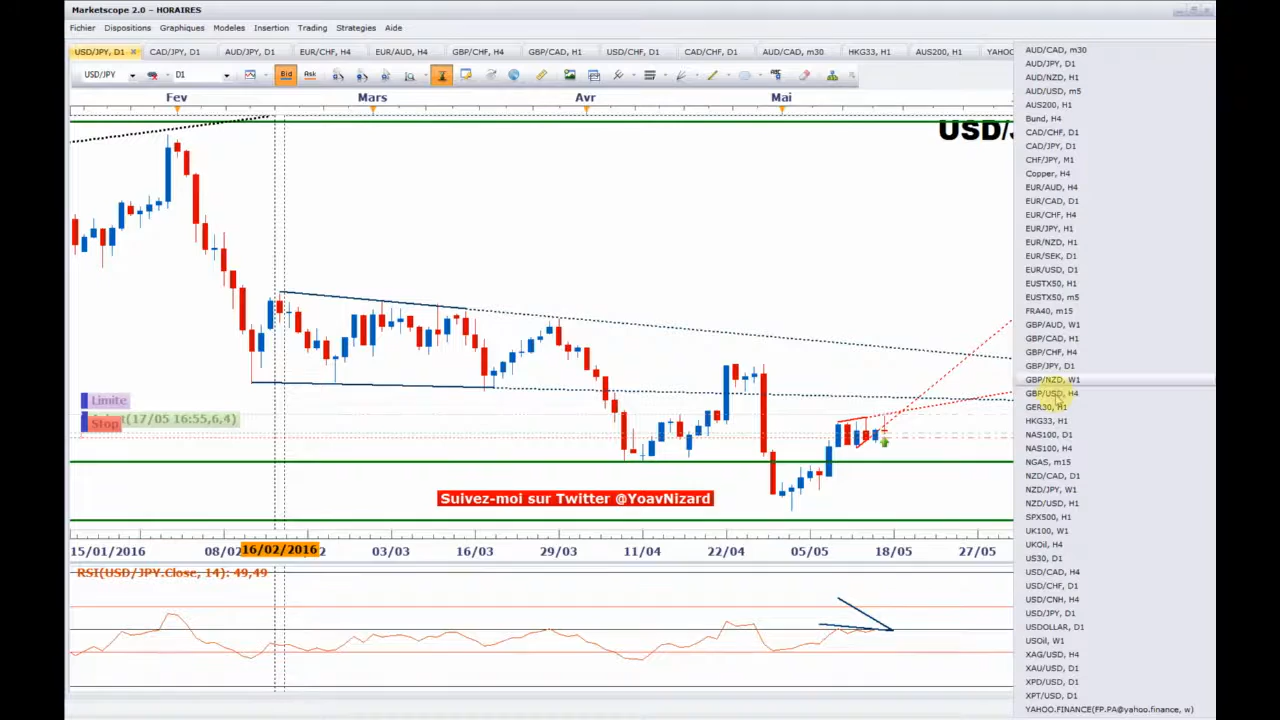 Marketscope 2.0 – HORAIRES
Fichier Dispositions Graphiques Modeles Insertion Trading Strategies Aide
USD/JPY, D1 CAD/JPY, D1 AUD/JPY, D1 EUR/CHF, H4 EUR/AUD, H4 GBP/CHF, H4 GBP/CAD, H1 USD/CHF, D1 CAD/CHF, D1 AUD/CAD, m30 HKG33, H1 AUS200, H1 YAHOO
USD/JPY D1 Bid Ask
Fev Mars Avr Mai
USD/J
Limite
(17/05 16:55,6,4)
Stop
Suivez-moi sur Twitter @YoavNizard
15/01/2016 08/02 16/02/2016 2 03/03 16/03 29/03 11/04 22/04 05/05 18/05 27/05
RSI(USD/JPY.Close, 14): 49,49
AUD/CAD, m30
AUD/JPY, D1
AUD/NZD, H1
AUD/USD, m5
AUS200, H1
Bund, H4
CAD/CHF, D1
CAD/JPY, D1
CHF/JPY, M1
Copper, H4
EUR/AUD, H4
EUR/CAD, D1
EUR/CHF, H4
EUR/JPY, H1
EUR/NZD, H1
EUR/SEK, D1
EUR/USD, D1
EUSTX50, H1
EUSTX50, m5
FRA40, m15
GBP/AUD, W1
GBP/CAD, H1
GBP/CHF, H4
GBP/JPY, D1
GBP/NZD, W1
GBP/USD, H4
GER30, H1
HKG33, H1
NAS100, D1
NAS100, H4
NGAS, m15
NZD/CAD, D1
NZD/JPY, W1
NZD/USD, H1
SPX500, H1
UK100, W1
UKOil, H4
US30, D1
USD/CAD, H4
USD/CHF, D1
USD/CNH, H4
USD/JPY, D1
USDOLLAR, D1
USOil, W1
XAG/USD, H4
XAU/USD, D1
XPD/USD, D1
XPT/USD, D1
YAHOO.FINANCE(FP.PA@yahoo.finance, w)